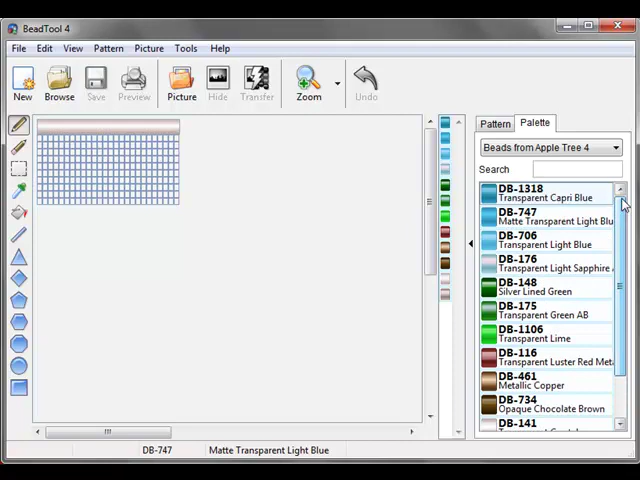 BeadTool 4
File Edit View Pattern Picture Tools Help
New Browse Save Preview Picture Hide Transfer Zoom Undo
Pattern Palette
Beads from Apple Tree 4
Search
DB-1318
Transparent Capri Blue
DB-747
Matte Transparent Light Blu
DB-706
Transparent Light Blue
DB-176
Transparent Light Sapphire
DB-148
Silver Lined Green
DB-175
Transparent Green AB
DB-1106
Transparent Lime
DB-116
Transparent Luster Red Meta
DB-461
Metallic Copper
DB-734
Opaque Chocolate Brown
DB-141
DB-747 Matte Transparent Light Blue